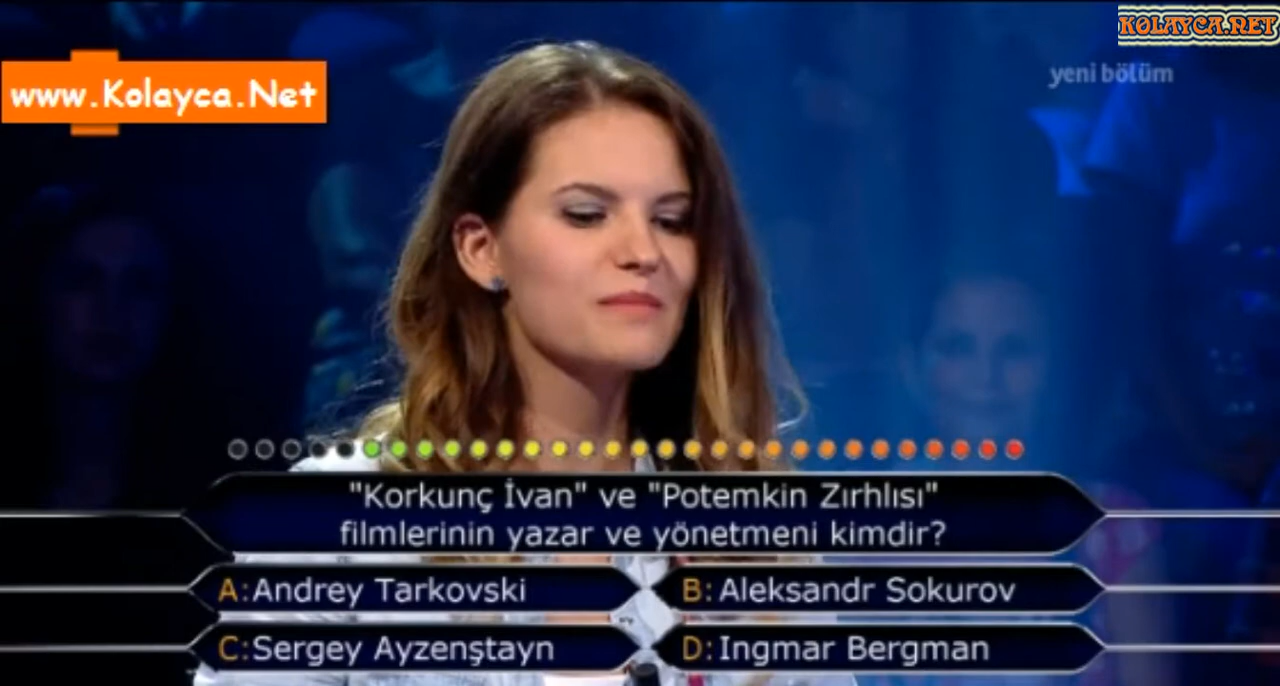 KOLAYCA.NET
www.Kolayca.Net
yeni bölüm
"Korkunç İvan" ve "Potemkin Zırhlısı"
filmlerinin yazar ve yönetmeni kimdir?
A: Andrey Tarkovski
B: Aleksandr Sokurov
C: Sergey Ayzenştayn
D: Ingmar Bergman